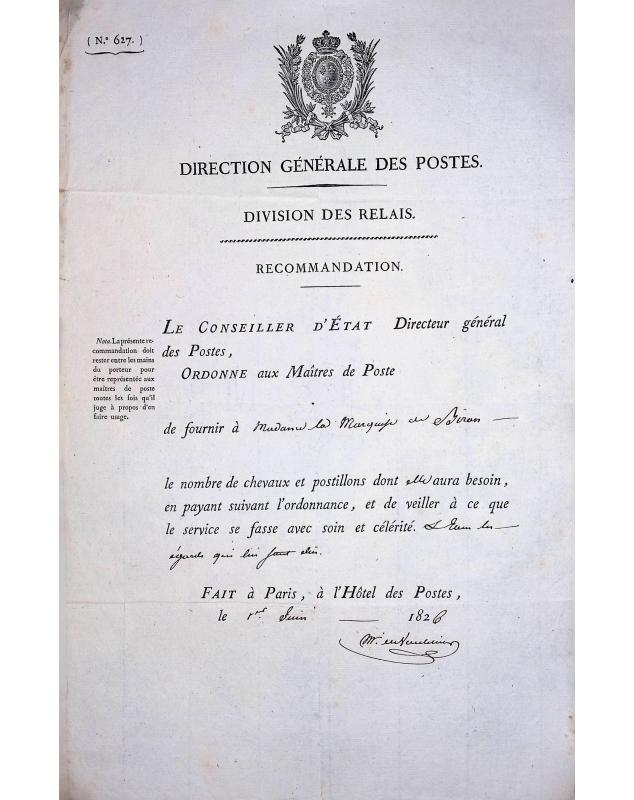 ( N.° 627. )
DIRECTION GÉNÉRALE DES POSTES.
DIVISION DES RELAIS.
RECOMMANDATION.
Nota. La présente re-
commandation doit
rester entre les mains
du porteur pour
être représentée aux
maîtres de poste
toutes les fois qu'il
juge à propos d'en
faire usage.
LE CONSEILLER D'ÉTAT Directeur général
des Postes,
ORDONNE aux Maîtres de Poste
de fournir à Madame la Marquise de Biron
le nombre de chevaux et postillons dont elle aura besoin,
en payant suivant l'ordonnance, et de veiller à ce que
le service se fasse avec soin et célérité. & tous les
égards qui lui sont dûs.
FAIT à Paris, à l'Hôtel des Postes,
le 1er Juin 1826